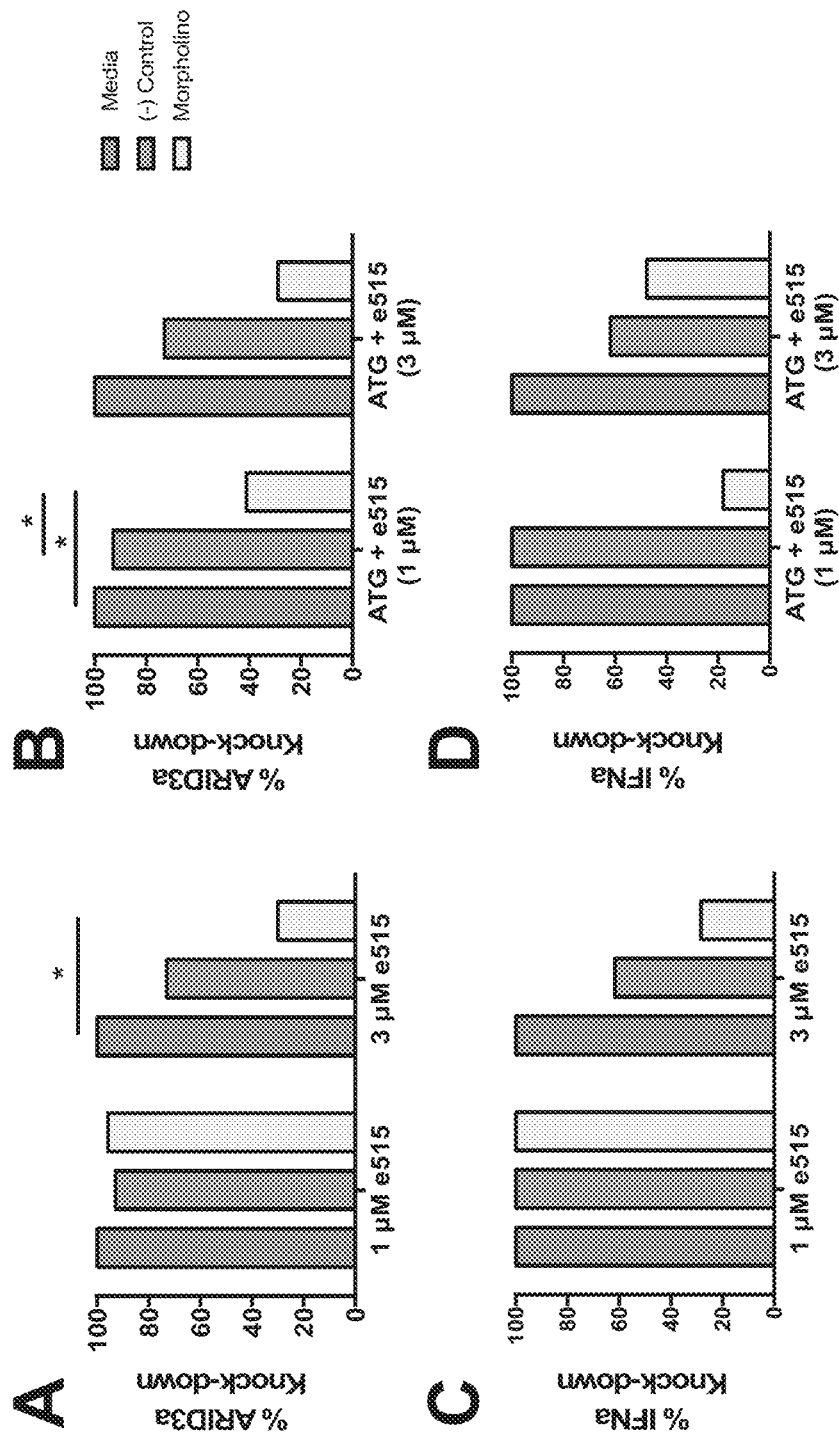 A
% ARID3a
Knock-down
100
80
60
40
20
0
*
1 µM e515
3 µM e515
B
% ARID3a
Knock-down
100
80
60
40
20
0
*
*
ATG + e515
(1 µM)
ATG + e515
(3 µM)
Media
(-) Control
Morpholino
C
% IFNa
Knock-down
100
80
60
40
20
0
1 µM e515
3 µM e515
D
% IFNa
Knock-down
100
80
60
40
20
0
ATG + e515
(1 µM)
ATG + e515
(3 µM)